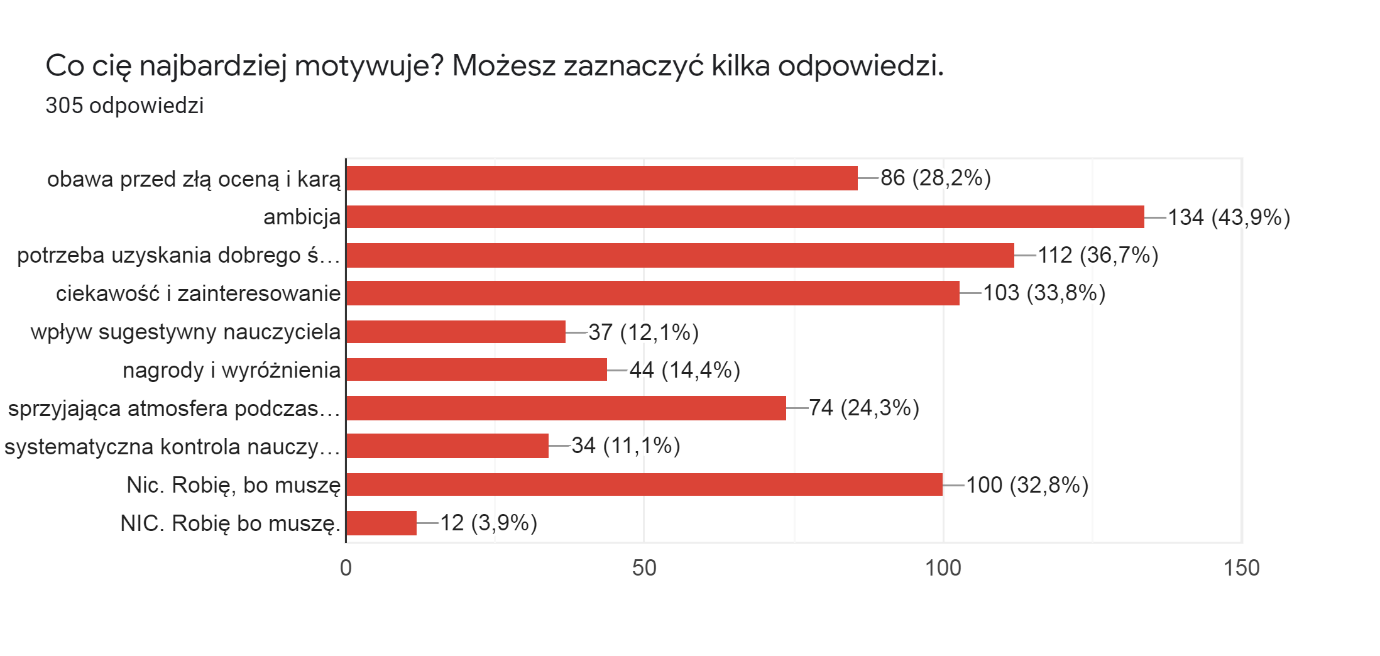 Co cię najbardziej motywuje? Możesz zaznaczyć kilka odpowiedzi.
305 odpowiedzi
obawa przed złą oceną i karą 86 (28,2%)
ambicja 134 (43,9%)
potrzeba uzyskania dobrego ś… 112 (36,7%)
ciekawość i zainteresowanie 103 (33,8%)
wpływ sugestywny nauczyciela 37 (12,1%)
nagrody i wyróżnienia 44 (14,4%)
sprzyjająca atmosfera podczas… 74 (24,3%)
systematyczna kontrola nauczy… 34 (11,1%)
Nic. Robię, bo muszę 100 (32,8%)
NIC. Robię bo muszę. 12 (3,9%)
0 50 100 150